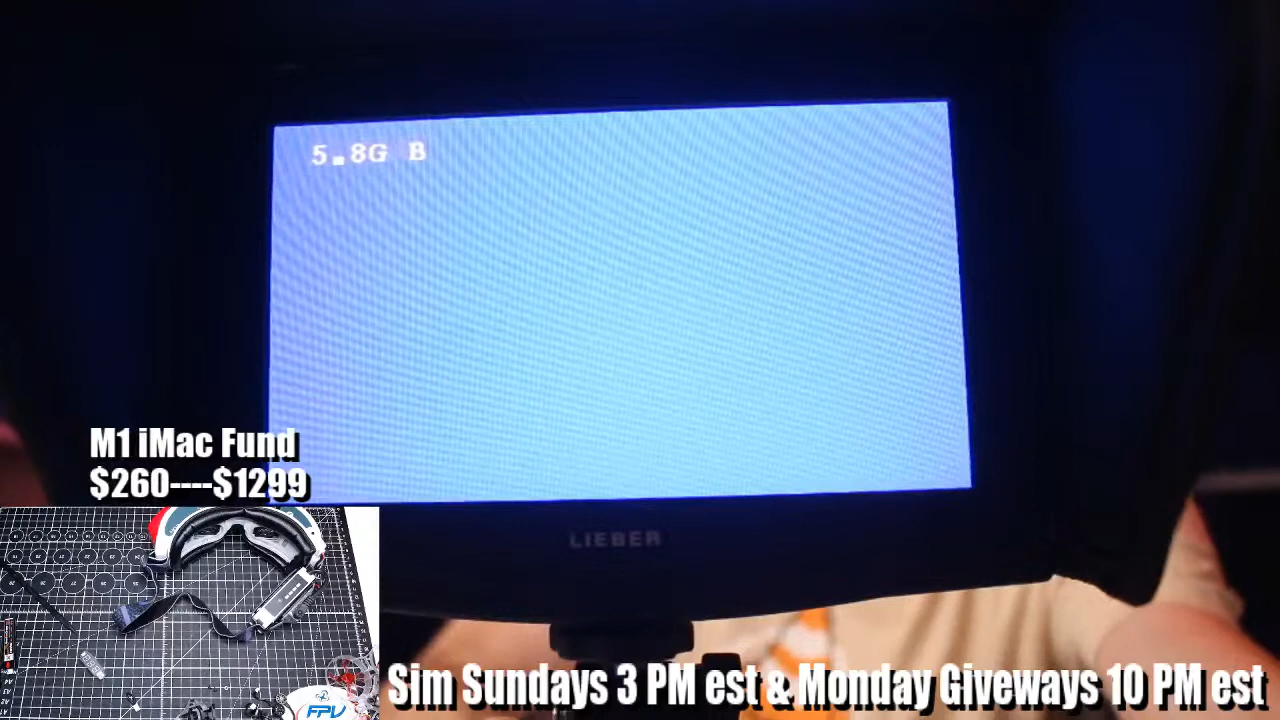 5.8G B
M1 iMac Fund
$260----$1299
LIEBER
FPV
Sim Sundays 3 PM est & Monday Giveways 10 PM est